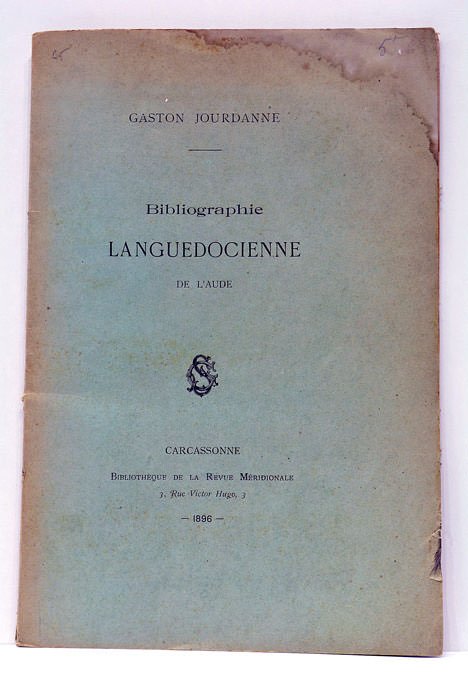 GASTON JOURDANNE
Bibliographie
LANGUEDOCIENNE
DE L'AUDE
CARCASSONNE
BIBLIOTHÈQUE DE LA REVUE MÉRIDIONALE
3, Rue Victor Hugo, 3
— 1896 —